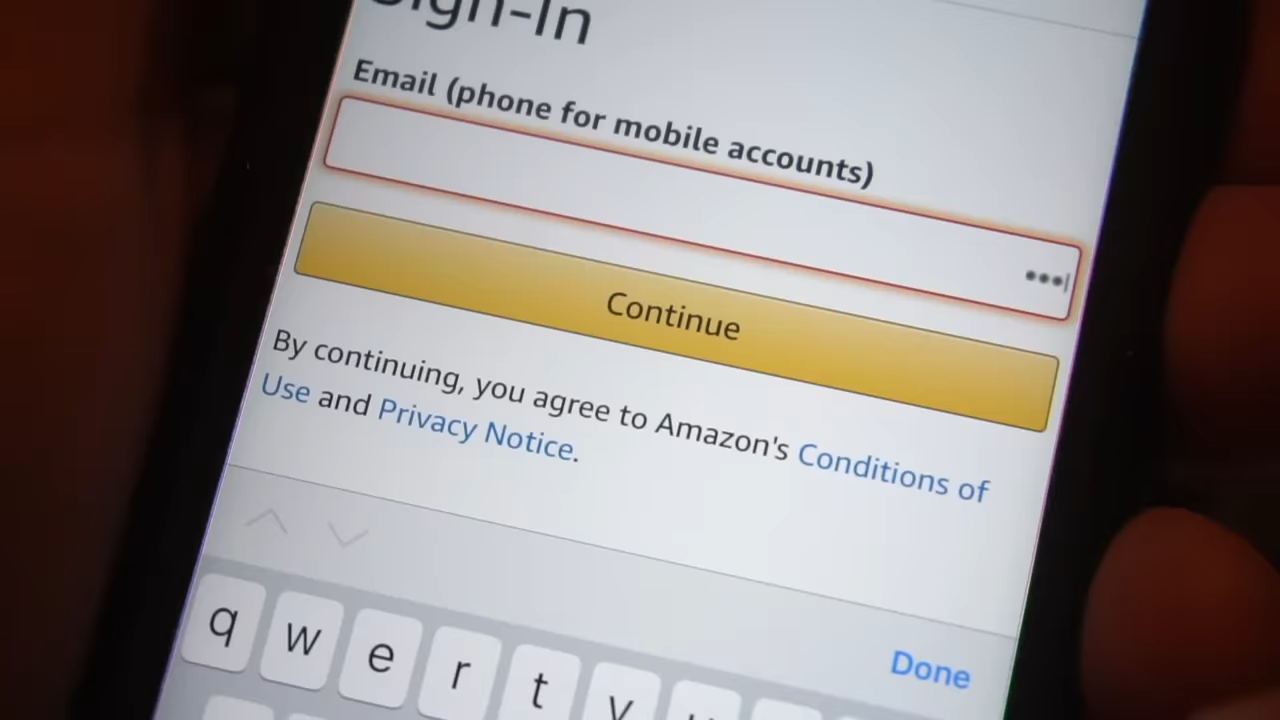 Sign-In
Email (phone for mobile accounts)
•••
Continue
By continuing, you agree to Amazon's Conditions of
Use and Privacy Notice.
Done
q w e r t y